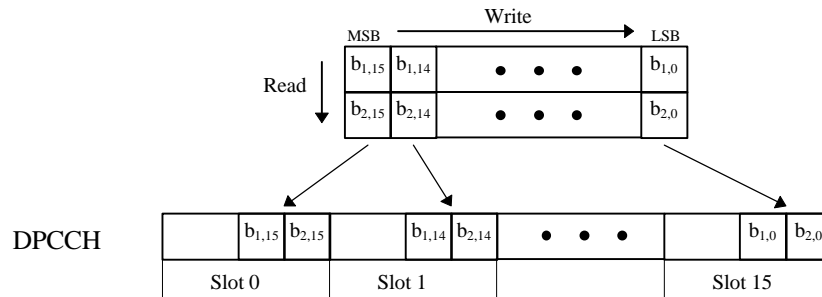 Write
MSB LSB
b1,15 b1,14 • • • b1,0
Read
b2,15 b2,14 • • • b2,0
DPCCH b1,15 b2,15 b1,14 b2,14 • • • b1,0 b2,0
Slot 0 Slot 1 Slot 15